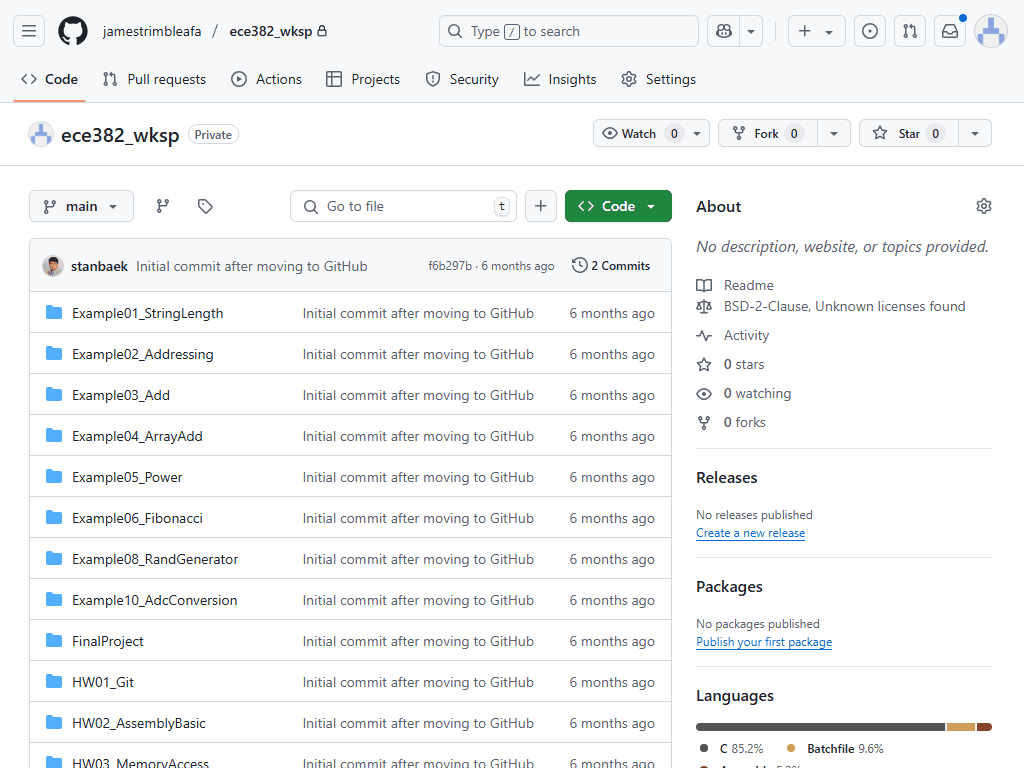 jamestrimbleafa / ece382_wksp
Type / to search
Code Pull requests Actions Projects Security Insights Settings
ece382_wksp Private
Watch 0 Fork 0 Star 0
main
Go to file t
Code
stanbaek Initial commit after moving to GitHub f6b297b · 6 months ago 2 Commits
Example01_StringLength Initial commit after moving to GitHub 6 months ago
Example02_Addressing Initial commit after moving to GitHub 6 months ago
Example03_Add Initial commit after moving to GitHub 6 months ago
Example04_ArrayAdd Initial commit after moving to GitHub 6 months ago
Example05_Power Initial commit after moving to GitHub 6 months ago
Example06_Fibonacci Initial commit after moving to GitHub 6 months ago
Example08_RandGenerator Initial commit after moving to GitHub 6 months ago
Example10_AdcConversion Initial commit after moving to GitHub 6 months ago
FinalProject Initial commit after moving to GitHub 6 months ago
HW01_Git Initial commit after moving to GitHub 6 months ago
HW02_AssemblyBasic Initial commit after moving to GitHub 6 months ago
HW03_MemoryAccess Initial commit after moving to GitHub 6 months ago
About
No description, website, or topics provided.
Readme
BSD-2-Clause, Unknown licenses found
Activity
0 stars
0 watching
0 forks
Releases
No releases published
Create a new release
Packages
No packages published
Publish your first package
Languages
C 85.2% Batchfile 9.6%